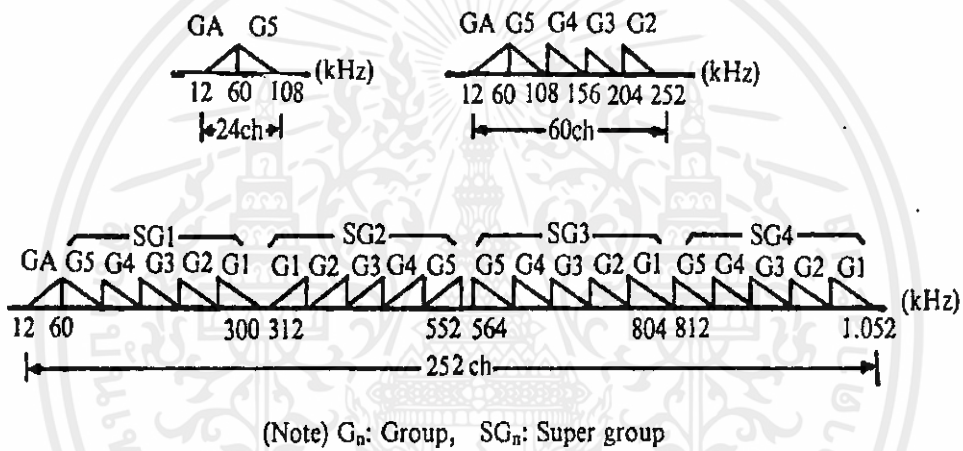 GA G5
(kHz)
12 60 108
24ch
GA G5 G4 G3 G2
(kHz)
12 60 108 156 204 252
60ch
SG1 SG2 SG3 SG4
GA G5 G4 G3 G2 G1 G1 G2 G3 G4 G5 G5 G4 G3 G2 G1 G5 G4 G3 G2 G1
(kHz)
12 60 300 312 552 564 804 812 1.052
252 ch
(Note) Gn: Group, SGn: Super group